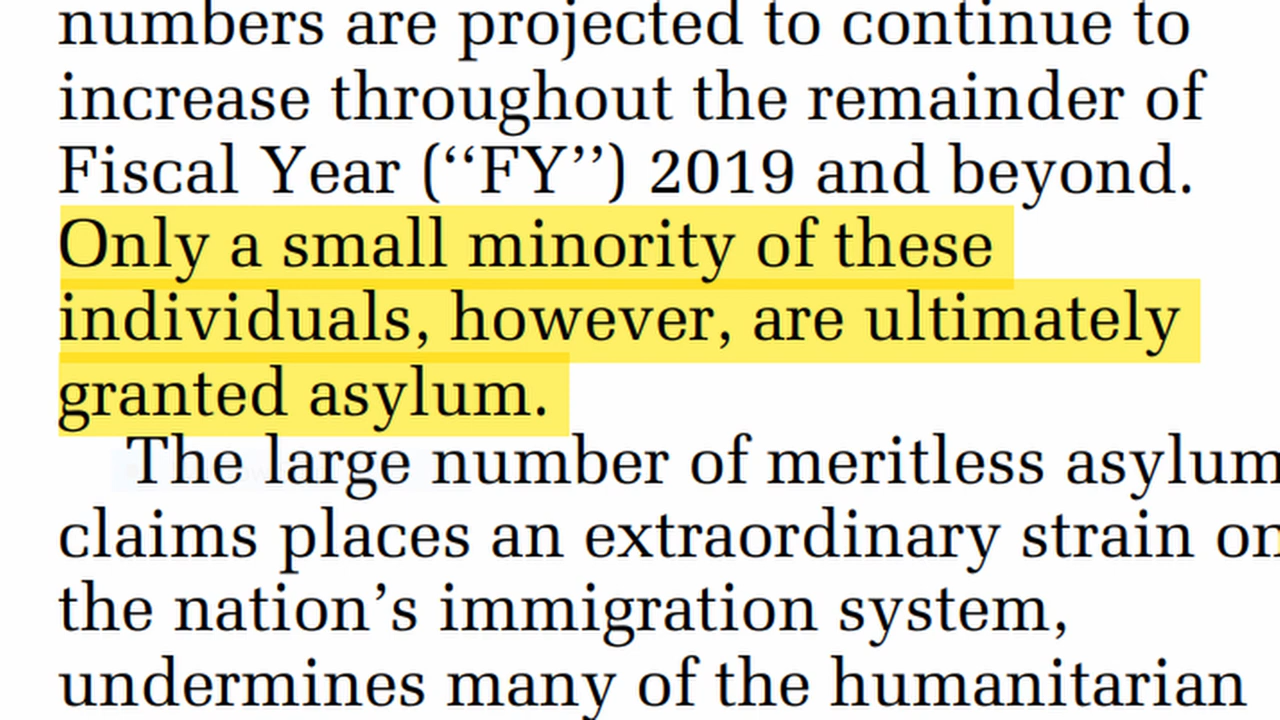 numbers are projected to continue to
increase throughout the remainder of
Fiscal Year (‘‘FY’’) 2019 and beyond.
Only a small minority of these
individuals, however, are ultimately
granted asylum.
The large number of meritless asylum
claims places an extraordinary strain on
the nation’s immigration system,
undermines many of the humanitarian